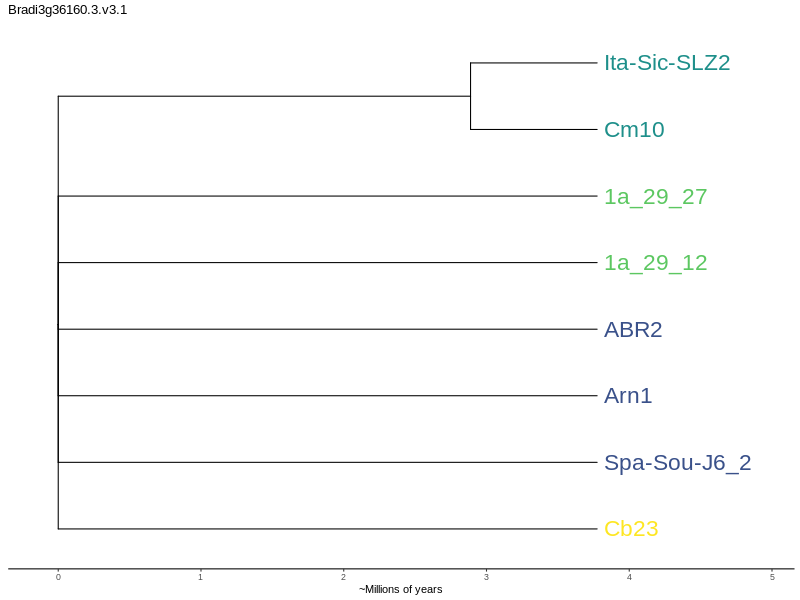 Bradi3g36160.3.v3.1
Ita-Sic-SLZ2
Cm10
1a_29_27
1a_29_12
ABR2
Arn1
Spa-Sou-J6_2
Cb23
0 1 2 3 4 5
~Millions of years